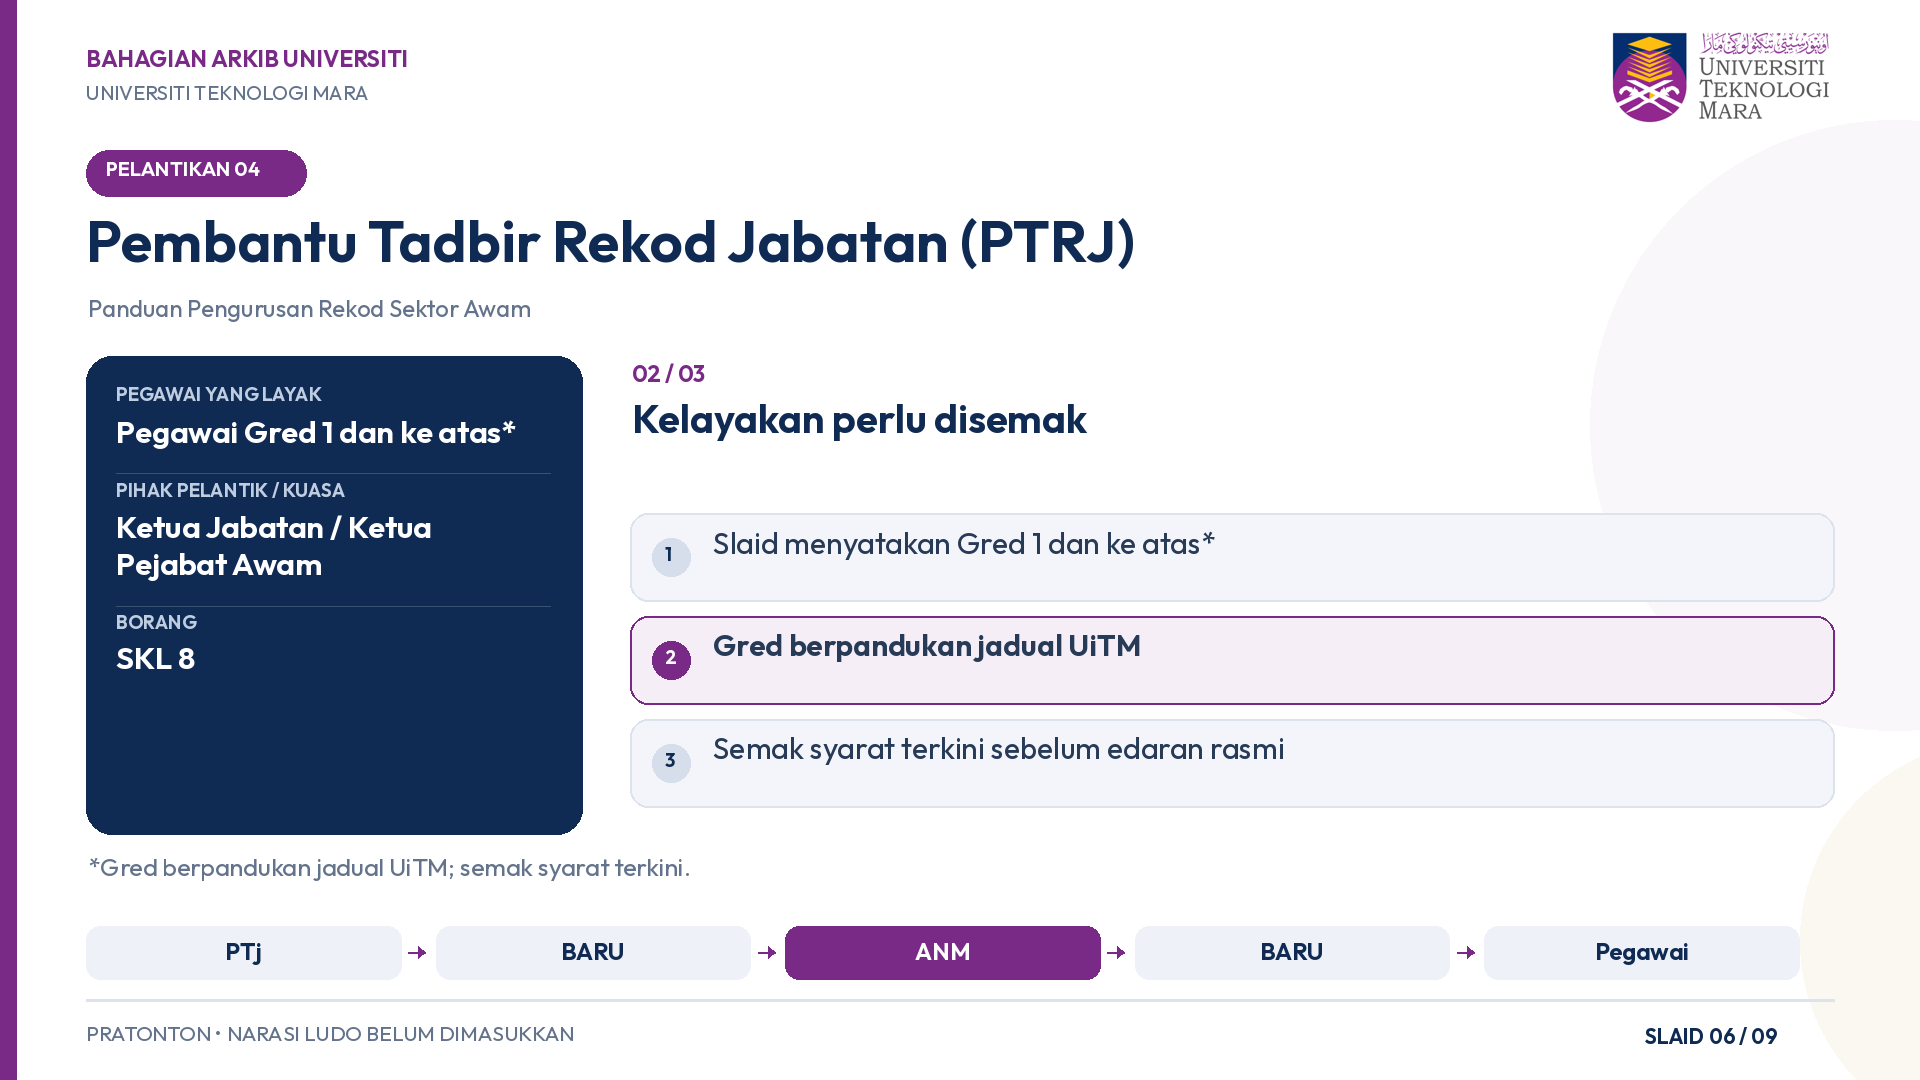 BAHAGIAN ARKIB UNIVERSITI
UNIVERSITI TEKNOLOGI MARA
اونيۏرسيتي تيکنولوڬي مارا
UNIVERSITI
TEKNOLOGI
MARA
PELANTIKAN 04
Pembantu Tadbir Rekod Jabatan (PTRJ)
Panduan Pengurusan Rekod Sektor Awam
PEGAWAI YANG LAYAK
Pegawai Gred 1 dan ke atas*
PIHAK PELANTIK / KUASA
Ketua Jabatan / Ketua
Pejabat Awam
BORANG
SKL 8
02 / 03
Kelayakan perlu disemak
1 Slaid menyatakan Gred 1 dan ke atas*
2 Gred berpandukan jadual UiTM
3 Semak syarat terkini sebelum edaran rasmi
*Gred berpandukan jadual UiTM; semak syarat terkini.
PTj → BARU → ANM → BARU → Pegawai
PRATONTON • NARASI LUDO BELUM DIMASUKKAN
SLAID 06 / 09